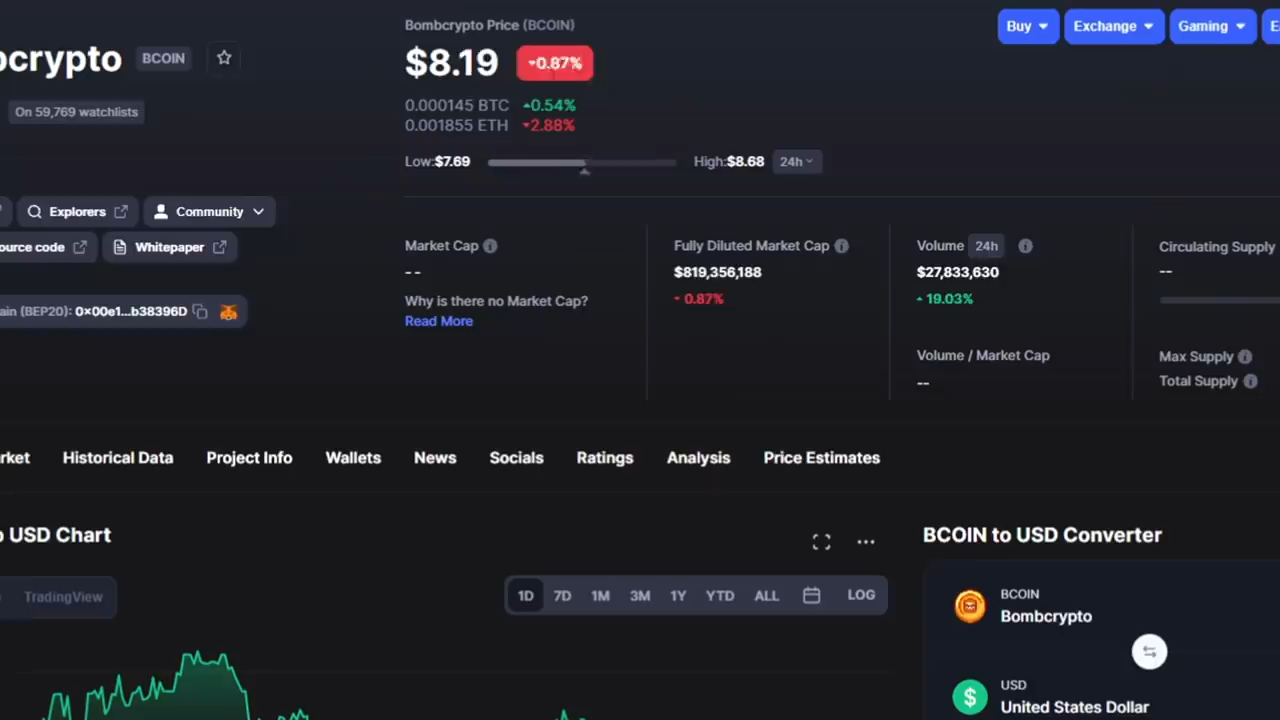 Bombcrypto Price (BCOIN)
Buy Exchange Gaming E
bcrypto BCOIN
$8.19 -0.87%
On 59,769 watchlists
0.000145 BTC 0.54%
0.001855 ETH 2.88%
Low:$7.69 High:$8.68 24h
Explorers Community
ource code Whitepaper
ain (BEP20): 0x00e1...b38396D
Market Cap
--
Why is there no Market Cap?
Read More
Fully Diluted Market Cap
$819,356,188
0.87%
Volume 24h
$27,833,630
19.03%
Volume / Market Cap
--
Circulating Supply
--
Max Supply
Total Supply
rket Historical Data Project Info Wallets News Socials Ratings Analysis Price Estimates
o USD Chart
TradingView
1D 7D 1M 3M 1Y YTD ALL LOG
BCOIN to USD Converter
BCOIN
Bombcrypto
USD
United States Dollar